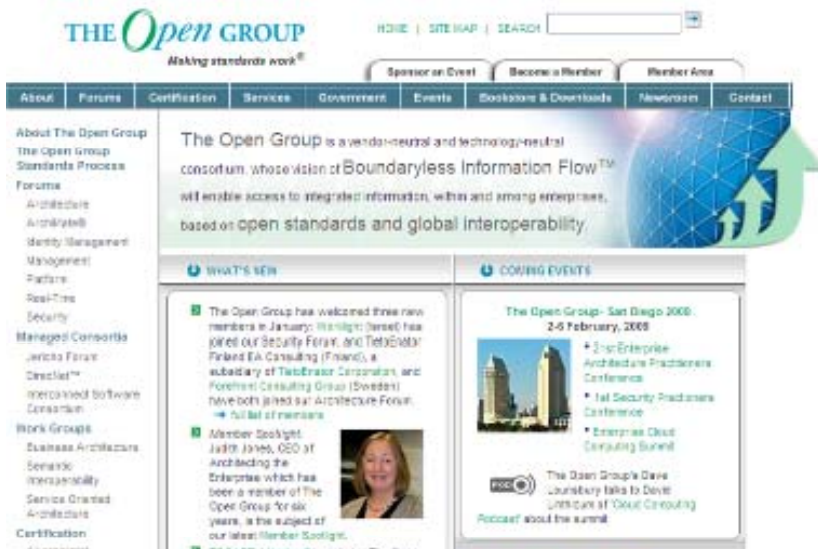 THE Open GROUP
Making standards work®
HOME | SITE MAP | SEARCH
Sponsor an Event
Become a Member
Member Area
About
Forums
Certification
Services
Government
Events
Bookstore & Downloads
Newsroom
Contact
About The Open Group
The Open Group
Standards Process
Forums
Architecture
ArchiMate®
Identity Management
Management
Platform
Real-Time
Security
Managed Consortia
Jericho Forum
DirecNet™
Interconnect Software
Consortium
Work Groups
Business Architecture
Semantic
Interoperability
Service Oriented
Architecture
Certification
The Open Group is a vendor-neutral and technology-neutral
consortium, whose vision of Boundaryless Information Flow™
will enable access to integrated information, within and among enterprises,
based on open standards and global interoperability.
WHAT'S NEW
The Open Group has welcomed three new
members in January: (Israel) has
joined our Security Forum, and TietoEnator
Finland EA Consulting (Finland), a
subsidiary of TietoEnator Corporation, and
Forefront Consulting Group (Sweden)
have both joined our Architecture Forum.
full list of members
Member Spotlight:
Judith Jones, CEO of
Architecting the
Enterprise which has
been a member of The
Open Group for six
years, is the subject of
our latest Member Spotlight.
COMING EVENTS
The Open Group- San Diego 2009
2-6 February, 2009
21st Enterprise
Architecture Practitioners
Conference
1st Security Practitioners
Conference
Enterprise Cloud
Computing Summit
POD
The Open Group's Dave
Lounsbury talks to David
Linthicum at 'Cloud Computing
Podcast' about the summit